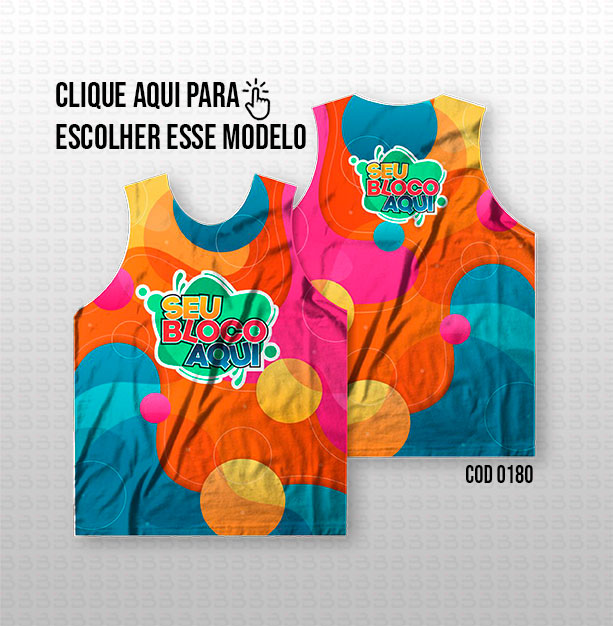 CLIQUE AQUI PARA
ESCOLHER ESSE MODELO
SEU
BLOCO
AQUI
SEU
BLOCO
AQUI
COD 0180